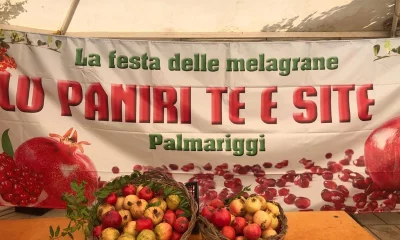 La festa delle melagrane
LU PANIRI TE E SITE
Palmariggi